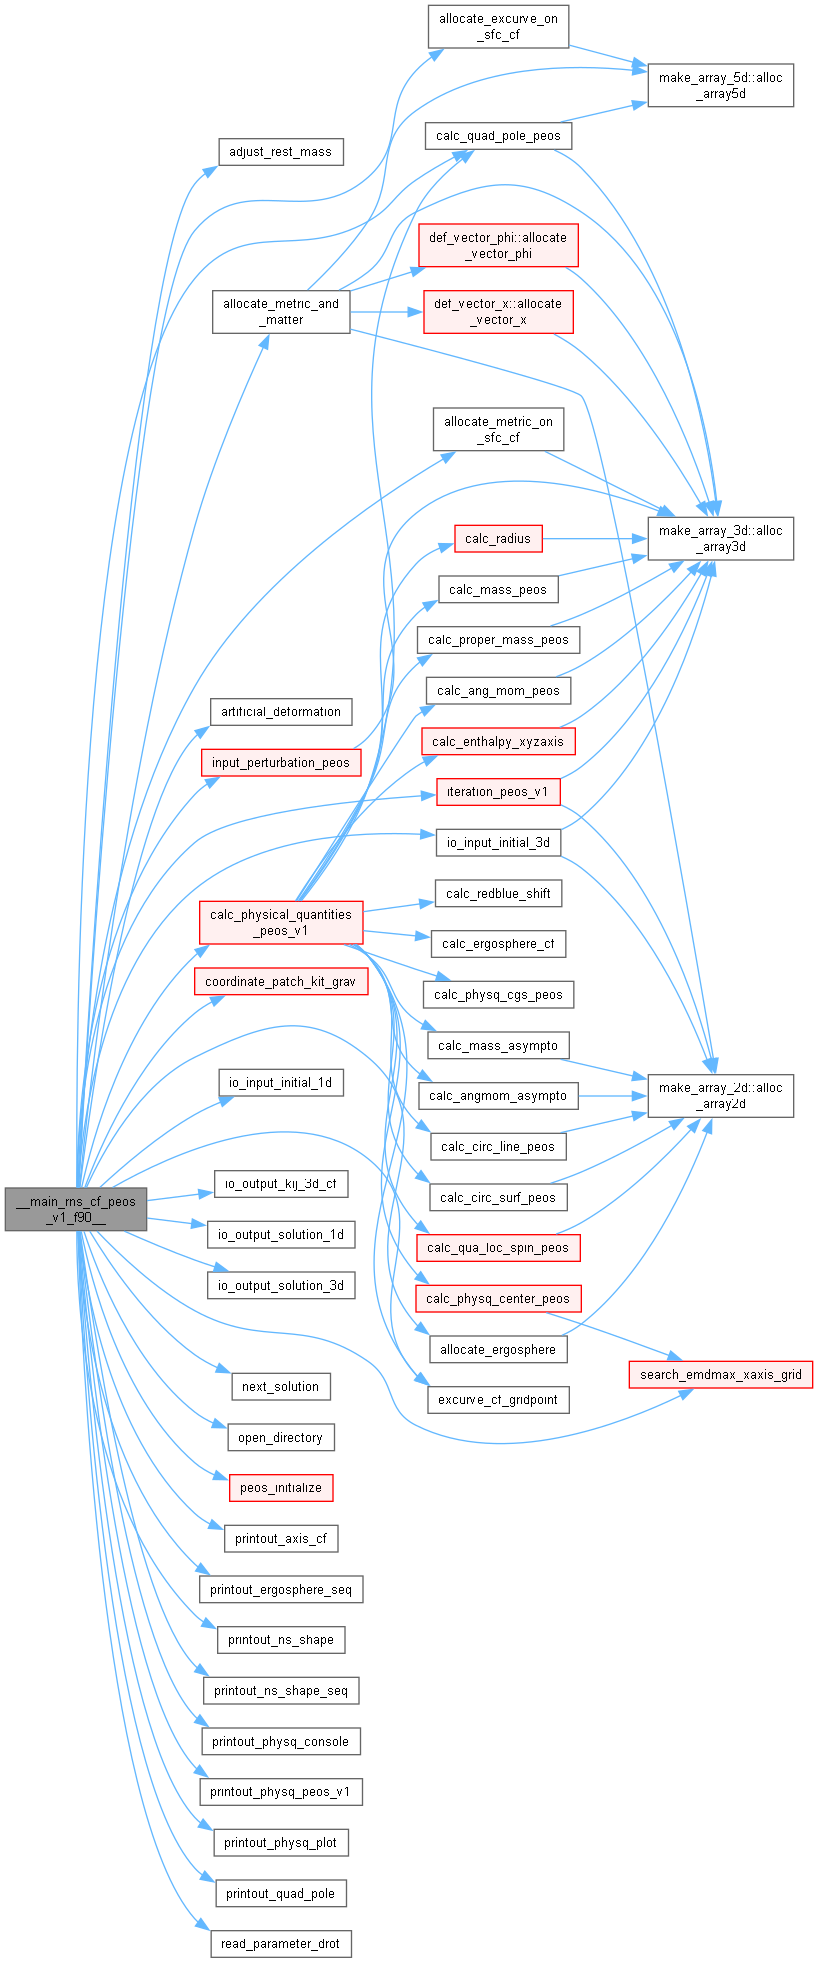 allocate_excurve_on
_sfc_cf
make_array_5d::alloc
_array5d
calc_quad_pole_peos
adjust_rest_mass
def_vector_phi::allocate
_vector_phi
allocate_metric_and
_matter
def_vector_x::allocate
_vector_x
allocate_metric_on
_sfc_cf
make_array_3d::alloc
_array3d
calc_radius
calc_mass_peos
calc_proper_mass_peos
calc_ang_mom_peos
artificial_deformation
calc_enthalpy_xyzaxis
input_perturbation_peos
iteration_peos_v1
io_input_initial_3d
calc_redblue_shift
calc_physical_quantities
_peos_v1
calc_ergosphere_cf
coordinate_patch_kit_grav
calc_physq_cgs_peos
calc_mass_asympto
io_input_initial_1d
calc_angmom_asympto
make_array_2d::alloc
_array2d
calc_circ_line_peos
io_output_kij_3d_cf
calc_circ_surf_peos
__main_rns_cf_peos
_v1_f90__
io_output_solution_1d
calc_qua_loc_spin_peos
io_output_solution_3d
calc_physq_center_peos
allocate_ergosphere
search_emdmax_xaxis_grid
next_solution
excurve_cf_gridpoint
open_directory
peos_initialize
printout_axis_cf
printout_ergosphere_seq
printout_ns_shape
printout_ns_shape_seq
printout_physq_console
printout_physq_peos_v1
printout_physq_plot
printout_quad_pole
read_parameter_drot